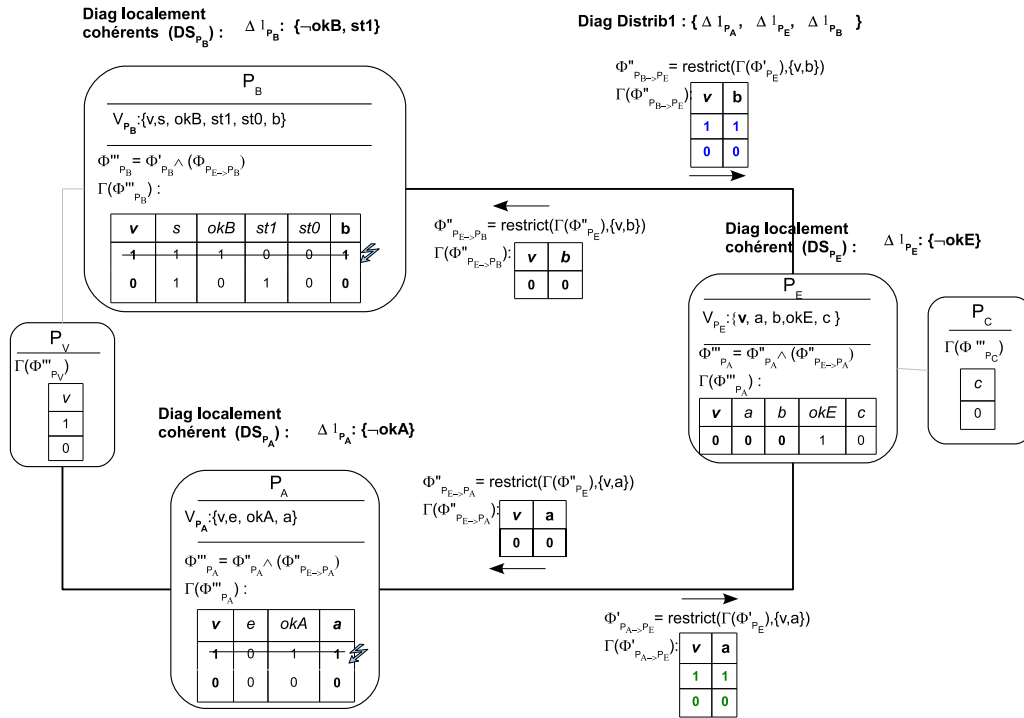 Diag localement
cohérents (DS_{P_B}) : Δ l_{P_B}: {¬okB, st1}
Diag Distrib1 : { Δ l_{P_A}, Δ l_{P_E}, Δ l_{P_B} }
Φ''_{P_B->P_E}= restrict(Γ(Φ'_{P_E}),{v,b})
Γ(Φ''_{P_B->P_E}):
v b
1 1
0 0
P_B
V_{P_B}:{v,s, okB, st1, st0, b}
Φ'''_{P_B}= Φ'_{P_B} ∧ (Φ_{P_E->P_B})
Γ(Φ'''_{P_B}) :
v s okB st1 st0 b
1 1 1 0 0 1
0 1 0 1 0 0
Φ''_{P_E->P_B}= restrict(Γ(Φ''_{P_E}),{v,b})
Γ(Φ''_{P_E->P_B}):
v b
0 0
Diag localement
cohérent (DS_{P_E}) : Δ l_{P_E}: {¬okE}
P_E
V_{P_E}:{v, a, b,okE, c }
Φ'''_{P_A}= Φ''_{P_A} ∧ (Φ''_{P_E->P_A})
Γ(Φ'''_{P_A}) :
v a b okE c
0 0 0 1 0
P_C
Γ(Φ '''_{P_C})
c
0
P_V
Γ(Φ'''_{P_V})
v
1
0
Diag localement
cohérent (DS_{P_A}) : Δ l_{P_A}: {¬okA}
P_A
V_{P_A}:{v,e, okA, a}
Φ'''_{P_A}= Φ''_{P_A} ∧ (Φ''_{P_E->P_A})
Γ(Φ'''_{P_A}) :
v e okA a
1 0 1 1
0 0 0 0
Φ''_{P_E->P_A}= restrict(Γ(Φ''_{P_E}),{v,a})
Γ(Φ''_{P_E->P_A}):
v a
0 0
Φ'_{P_A->P_E}= restrict(Γ(Φ'_{P_E}),{v,a})
Γ(Φ'_{P_A->P_E}):
v a
1 1
0 0